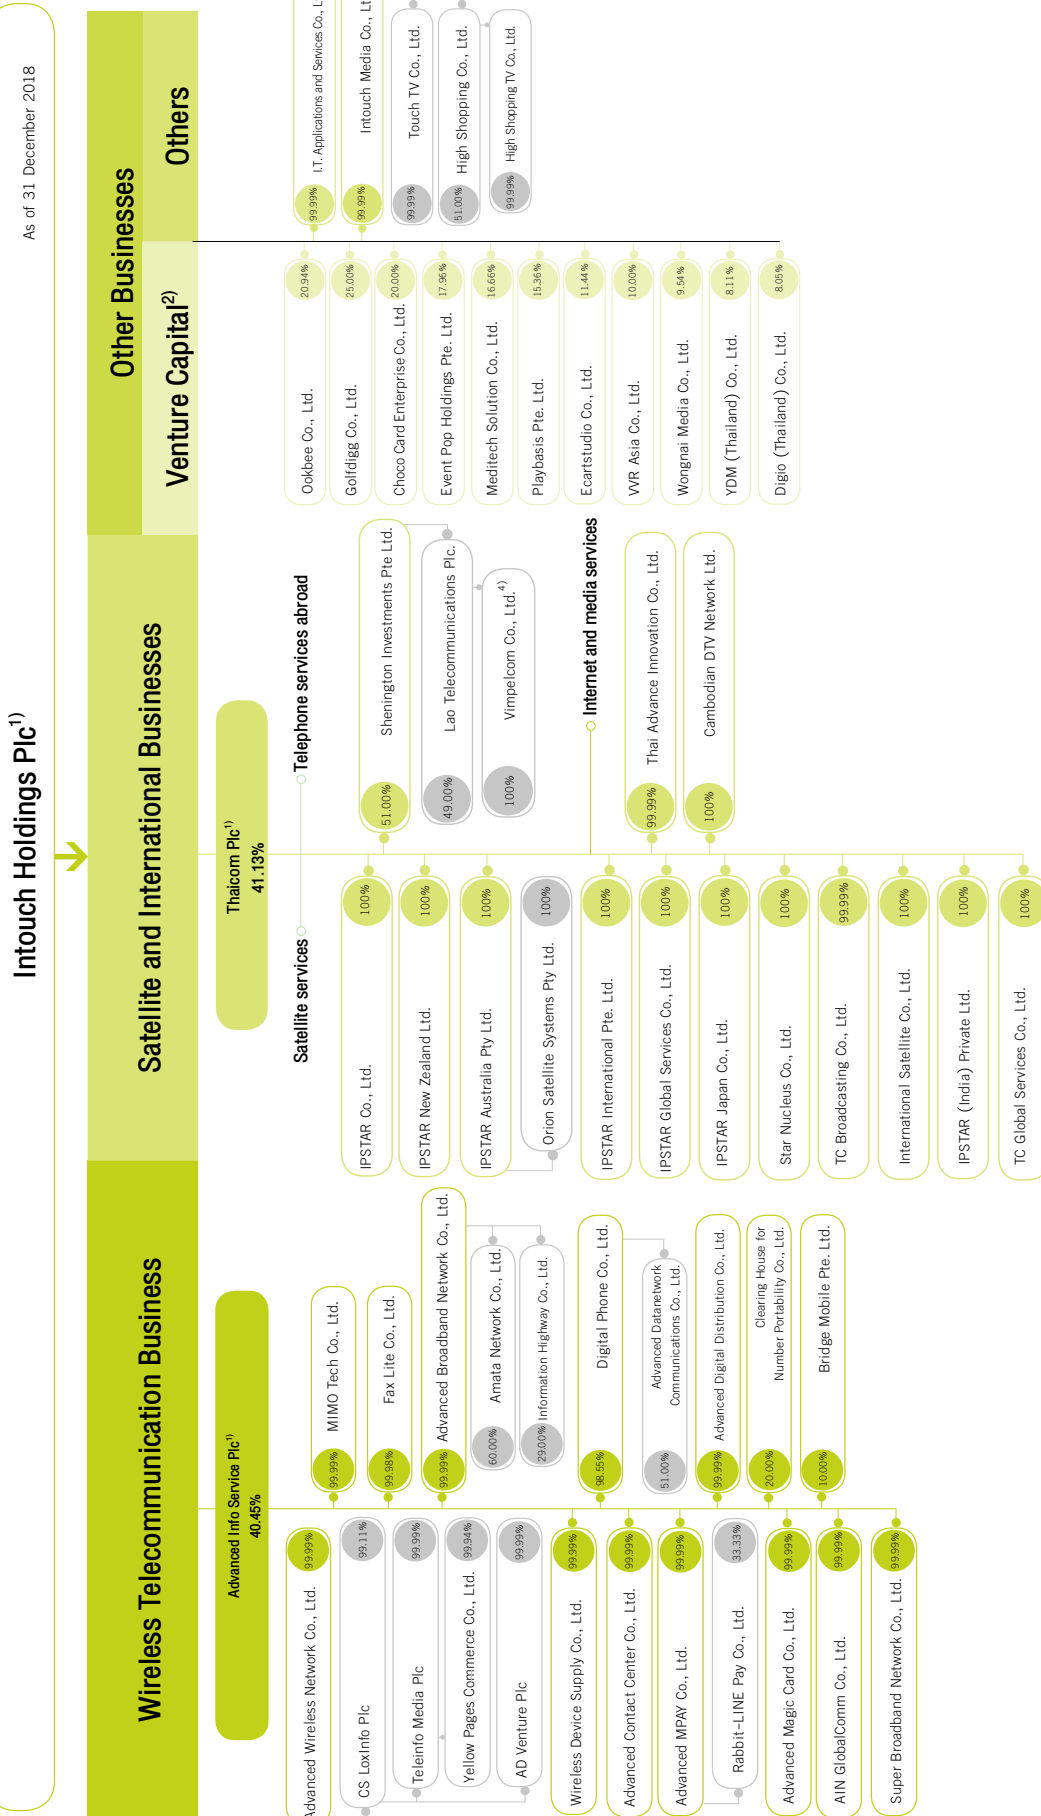 Intouch Holdings Plc1)
As of 31 December 2018
Wireless Telecommunication Business
Advanced Info Service Plc1)
40.45%
Advanced Wireless Network Co., Ltd.
99.99%
CS LoxInfo Plc
99.11%
Teleinfo Media Plc
99.99%
Yellow Pages Commerce Co., Ltd.
99.94%
AD Venture Plc
99.99%
Wireless Device Supply Co., Ltd.
99.99%
Advanced Contact Center Co., Ltd.
99.99%
Advanced MPAY Co., Ltd.
99.99%
Rabbit-LINE Pay Co., Ltd.
33.33%
Advanced Magic Card Co., Ltd.
99.99%
AIN GlobalComm Co., Ltd.
99.99%
Super Broadband Network Co., Ltd.
99.99%
99.99%
MIMO Tech Co., Ltd.
99.98%
Fax Lite Co., Ltd.
99.99%
Advanced Broadband Network Co., Ltd.
60.00%
Amata Network Co., Ltd.
29.00%
Information Highway Co., Ltd.
98.55%
Digital Phone Co., Ltd.
51.00%
Advanced Datanetwork
Communications Co., Ltd.
99.99%
Advanced Digital Distribution Co., Ltd.
20.00%
Clearing House for
Number Portability Co., Ltd.
10.00%
Bridge Mobile Pte. Ltd.
Satellite and International Businesses
Thaicom Plc1)
41.13%
Satellite services
IPSTAR Co., Ltd.
100%
IPSTAR New Zealand Ltd.
100%
IPSTAR Australia Pty Ltd.
100%
Orion Satellite Systems Pty Ltd.
100%
IPSTAR International Pte. Ltd.
100%
IPSTAR Global Services Co., Ltd.
100%
IPSTAR Japan Co., Ltd.
100%
Star Nucleus Co., Ltd.
100%
TC Broadcasting Co., Ltd.
99.99%
International Satellite Co., Ltd.
100%
IPSTAR (India) Private Ltd.
100%
TC Global Services Co., Ltd.
100%
Telephone services abroad
51.00%
Shenington Investments Pte Ltd.
49.00%
Lao Telecommunications Plc.
100%
Vimpelcom Co., Ltd.4)
Internet and media services
99.99%
Thai Advance Innovation Co., Ltd.
100%
Cambodian DTV Network Ltd.
Other Businesses
Venture Capital2)
Ookbee Co., Ltd.
20.94%
Golfdigg Co., Ltd.
25.00%
Choco Card Enterprise Co., Ltd.
20.00%
Event Pop Holdings Pte. Ltd.
17.96%
Meditech Solution Co., Ltd.
16.66%
Playbasis Pte. Ltd.
15.36%
Ecartstudio Co., Ltd.
11.44%
VVR Asia Co., Ltd.
10.00%
Wongnai Media Co., Ltd.
9.54%
YDM (Thailand) Co., Ltd.
8.11%
Digio (Thailand) Co., Ltd.
8.05%
Others
99.99%
I.T. Applications and Services Co.,
99.99%
Intouch Media Co.,
99.99%
Touch TV Co., Ltd.
51.00%
High Shopping Co., Ltd.
99.99%
High Shopping TV Co., Ltd.